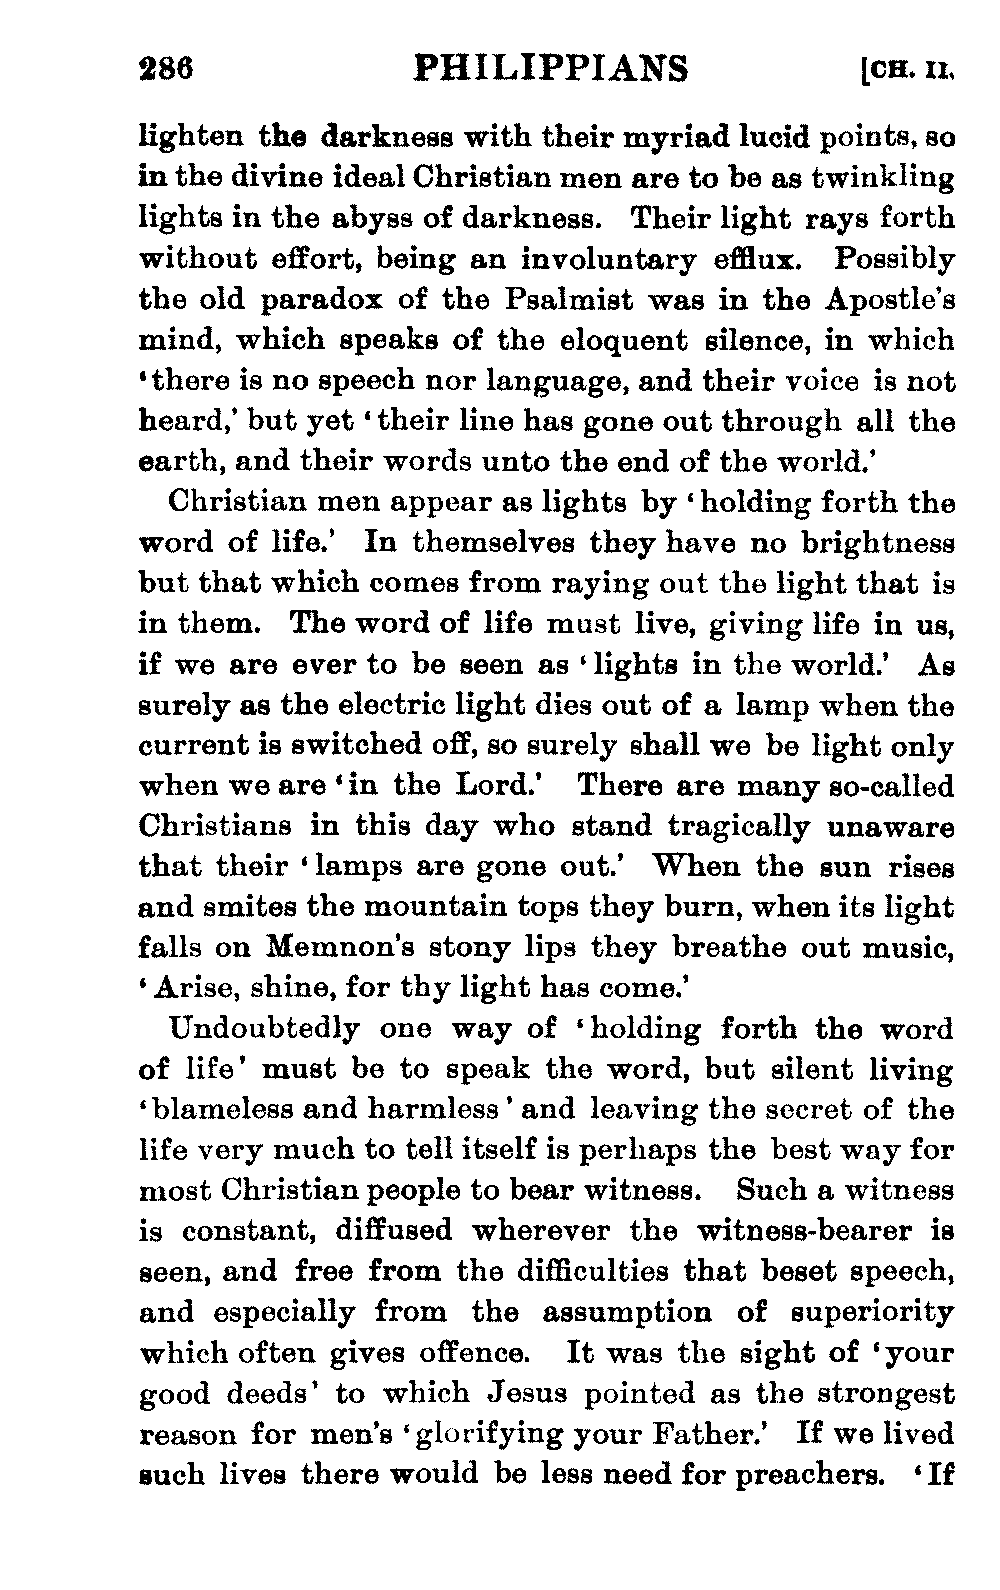 286 PHILIPPIANS [CH. II.
lighten the darkness with their myriad lucid points, so
in the divine ideal Christian men are to be as twinkling
lights in the abyss of darkness. Their light rays forth
without effort, being an involuntary efflux. Possibly
the old paradox of the Psalmist was in the Apostle's
mind, which speaks of the eloquent silence, in which
‘there is no speech nor language, and their voice is not
heard,’ but yet ‘their line has gone out through all the
earth, and their words unto the end of the world.’
Christian men appear as lights by ‘holding forth the
word of life.’ In themselves they have no brightness
but that which comes from raying out the light that is
in them. The word of life must live, giving life in us,
if we are ever to be seen as ‘lights in the world.’ As
surely as the electric light dies out of a lamp when the
current is switched off, so surely shall we be light only
when we are ‘in the Lord.’ There are many so-called
Christians in this day who stand tragically unaware
that their ‘lamps are gone out.’ When the sun rises
and smites the mountain tops they burn, when its light
falls on Memnon's stony lips they breathe out music,
‘Arise, shine, for thy light has come.’
Undoubtedly one way of ‘holding forth the word
of life’ must be to speak the word, but silent living
‘blameless and harmless’ and leaving the secret of the
life very much to tell itself is perhaps the best way for
most Christian people to bear witness. Such a witness
is constant, diffused wherever the witness-bearer is
seen, and free from the difficulties that beset speech,
and especially from the assumption of superiority
which often gives offence. It was the sight of ‘your
good deeds’ to which Jesus pointed as the strongest
reason for men's ‘glorifying your Father.’ If we lived
such lives there would be less need for preachers. ‘If